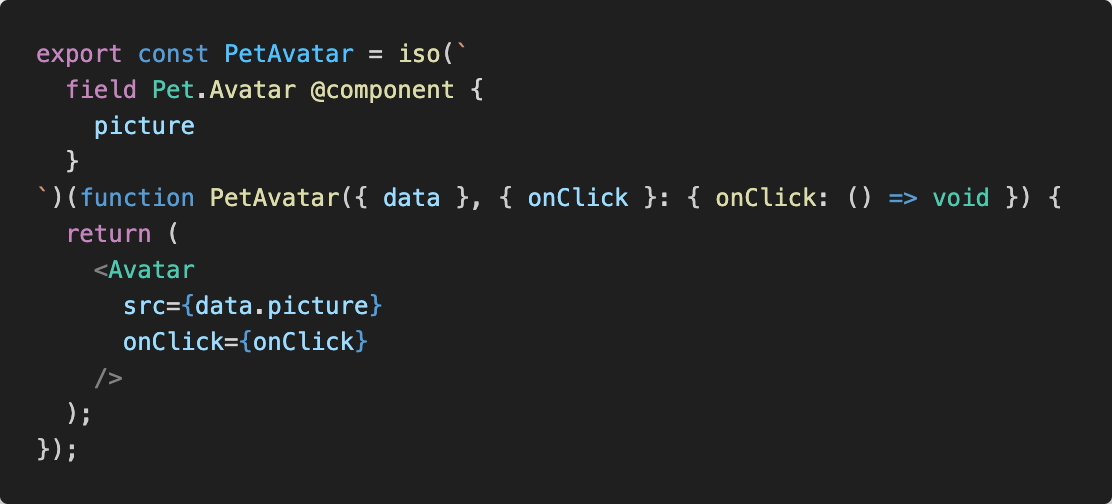 export const PetAvatar = iso(`
  field Pet.Avatar @component {
    picture
  }
`)(function PetAvatar({ data }, { onClick }: { onClick: () => void }) {
  return (
    <Avatar
      src={data.picture}
      onClick={onClick}
    />
  );
});